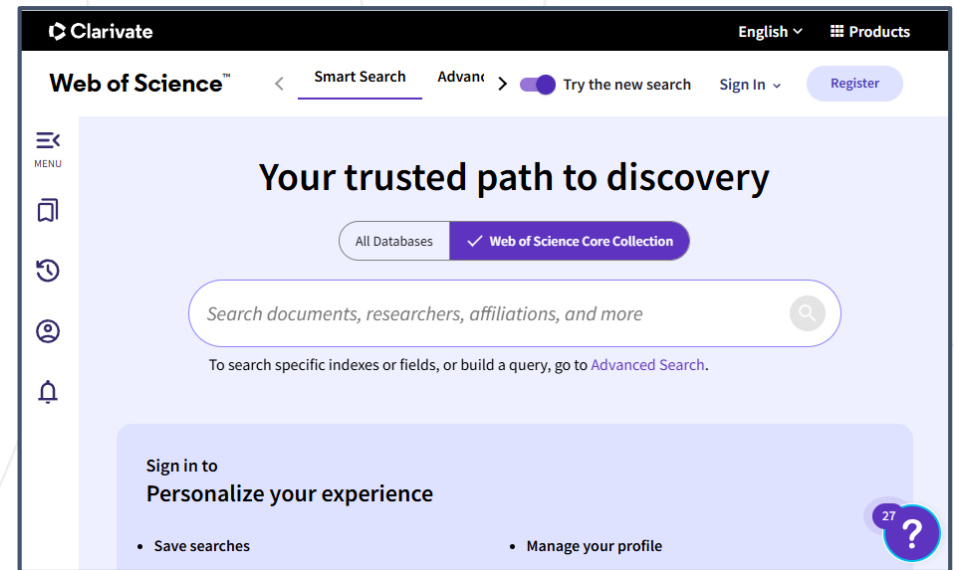 Clarivate
English
Products
Web of Science™
Smart Search
Advanc
Try the new search
Sign In
Register
MENU
Your trusted path to discovery
All Databases
Web of Science Core Collection
Search documents, researchers, affiliations, and more
To search specific indexes or fields, or build a query, go to Advanced Search.
Sign in to
Personalize your experience
• Save searches
• Manage your profile
27
?